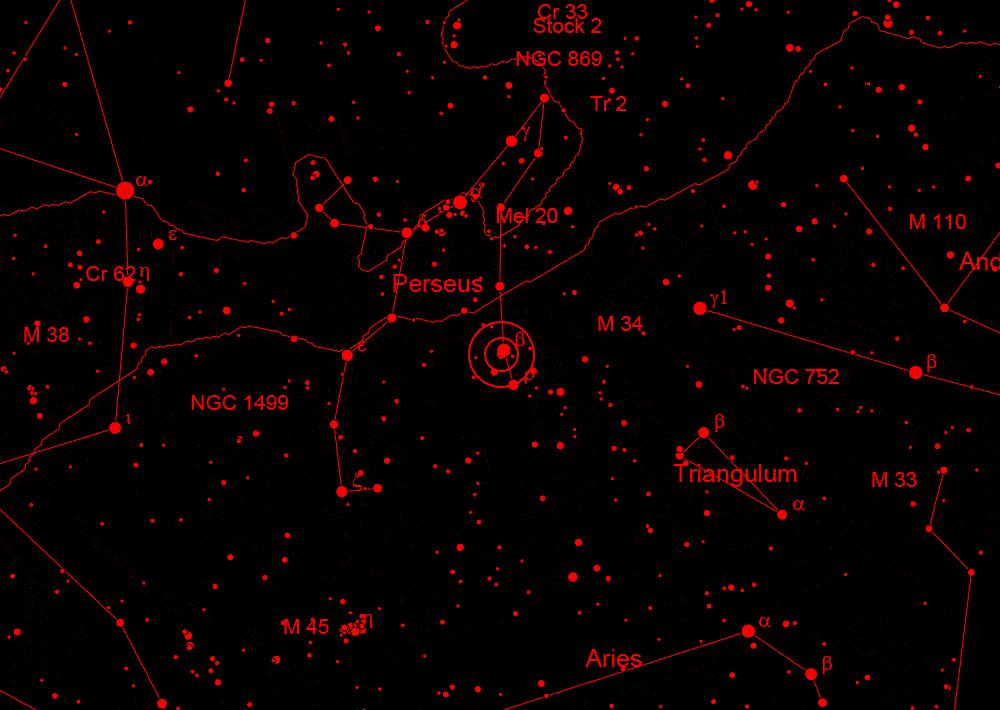 Cr 33
Stock 2
NGC 869
Tr 2
γ
α
α
Mel 20
M 110
ε
And
Cr 62 η
Perseus
γ1
M 38
M 34
β
ε
β
ρ
NGC 752
NGC 1499
ι
β
Triangulum
ζ
M 33
α
M 45
η
α
Aries
β